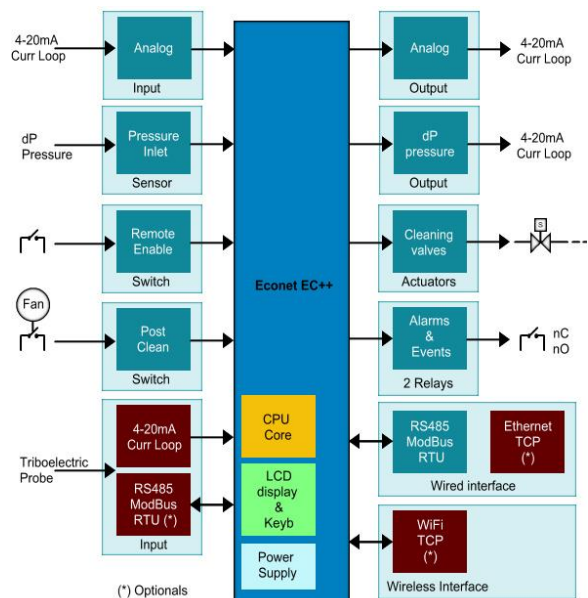 4-20mA
Curr Loop
Analog
Input
dP
Pressure
Pressure
Inlet
Sensor
Remote
Enable
Switch
Fan
Post
Clean
Switch
Triboelectric
Probe
4-20mA
Curr Loop
RS485
ModBus
RTU (*)
Input
(*) Optionals
Econet EC++
CPU
Core
LCD
display
&
Keyb
Power
Supply
Analog
Output
4-20mA
Curr Loop
dP
pressure
Output
4-20mA
Curr Loop
Cleaning
valves
Actuators
S
Alarms
&
Events
2 Relays
nC
nO
RS485
ModBus
RTU
Ethernet
TCP
(*)
Wired interface
WiFi
TCP
(*)
Wireless Interface